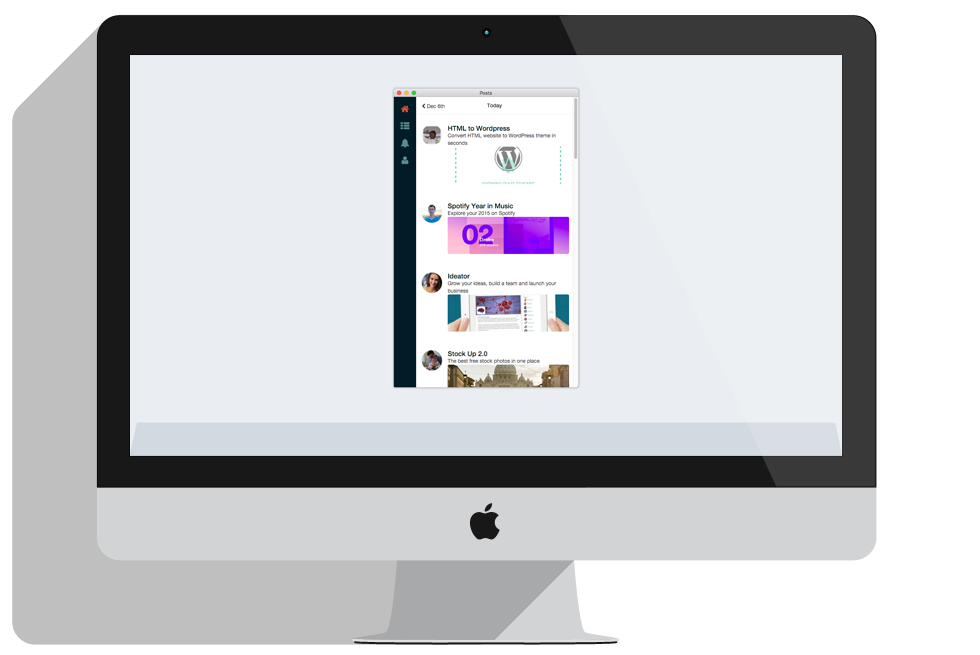 Posts
Dec 6th
Today
HTML to Wordpress
Convert HTML website to WordPress theme in
seconds
Spotify Year in Music
Explore your 2015 on Spotify
02
Ideator
Grow your ideas, build a team and launch your
business
Stock Up 2.0
The best free stock photos in one place